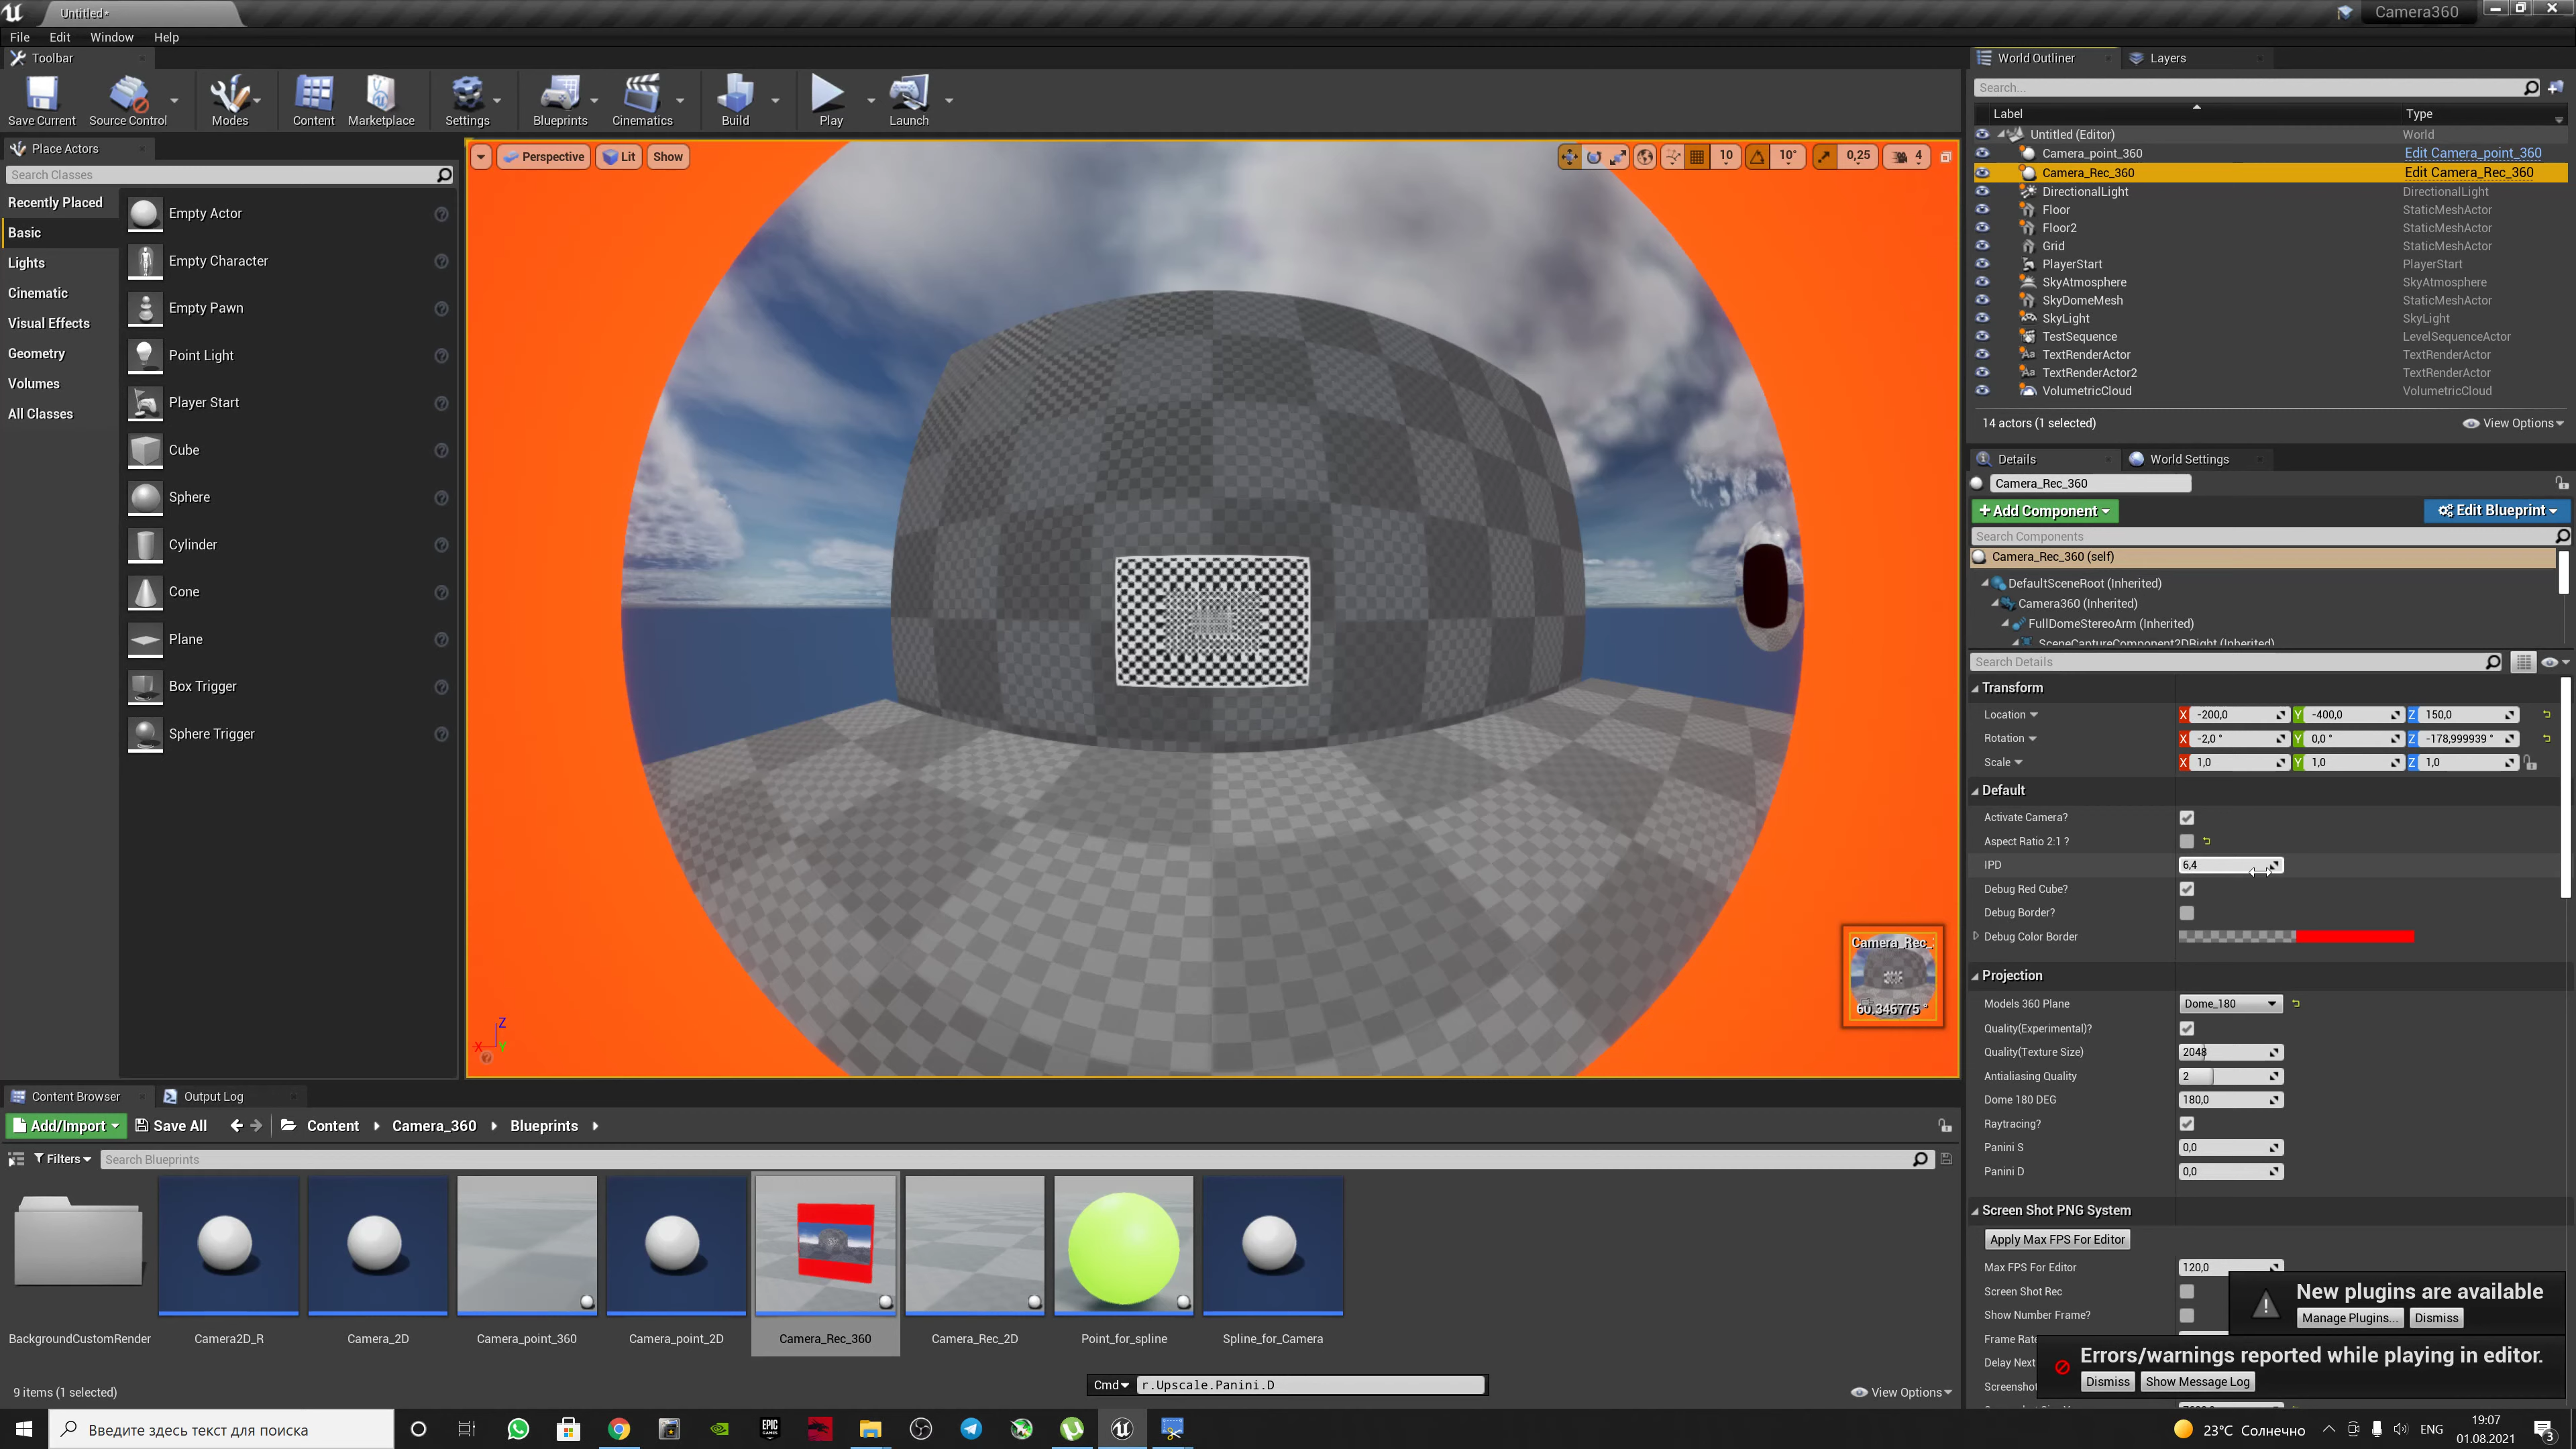 Untitled•
Camera360
File Edit Window Help
Toolbar
Save Current
Source Control
Modes
Content
Marketplace
Settings
Blueprints
Cinematics
Build
Play
Launch
Place Actors
Search Classes
Recently Placed
Basic
Lights
Cinematic
Visual Effects
Geometry
Volumes
All Classes
Empty Actor
Empty Character
Empty Pawn
Point Light
Player Start
Cube
Sphere
Cylinder
Cone
Plane
Box Trigger
Sphere Trigger
Perspective
Lit
Show
10
10°
0,25
4
Camera_Rec_
60.346775 °
Z
X Y
World Outliner
Layers
Search...
Label Type
Untitled (Editor) World
Camera_point_360 Edit Camera_point_360
Camera_Rec_360 Edit Camera_Rec_360
DirectionalLight DirectionalLight
Floor StaticMeshActor
Floor2 StaticMeshActor
Grid StaticMeshActor
PlayerStart PlayerStart
SkyAtmosphere SkyAtmosphere
SkyDomeMesh StaticMeshActor
SkyLight SkyLight
TestSequence LevelSequenceActor
TextRenderActor TextRenderActor
TextRenderActor2 TextRenderActor
VolumetricCloud VolumetricCloud
14 actors (1 selected)
View Options
Details
World Settings
Camera_Rec_360
+Add Component
Edit Blueprint
Search Components
Camera_Rec_360 (self)
DefaultSceneRoot (Inherited)
Camera360 (Inherited)
FullDomeStereoArm (Inherited)
SceneCaptureComponent2DRight (Inherited)
Search Details
Transform
Location X -200,0 Y -400,0 Z 150,0
Rotation X -2,0 ° Y 0,0 ° Z -178,999939 °
Scale X 1,0 Y 1,0 Z 1,0
Default
Activate Camera?
Aspect Ratio 2:1 ?
IPD 6,4
Debug Red Cube?
Debug Border?
Debug Color Border
Projection
Models 360 Plane Dome_180
Quality(Experimental)?
Quality(Texture Size) 2048
Antialiasing Quality 2
Dome 180 DEG 180,0
Raytracing?
Panini S 0,0
Panini D 0,0
Screen Shot PNG System
Apply Max FPS For Editor
Max FPS For Editor 120,0
Screen Shot Rec
Show Number Frame?
Frame Rate
Delay Next
Screenshot
New plugins are available
Manage Plugins... Dismiss
Errors/warnings reported while playing in editor.
Dismiss Show Message Log
Content Browser
Output Log
Add/Import
Save All
Content
Camera_360
Blueprints
Filters
Search Blueprints
BackgroundCustomRender
Camera2D_R
Camera_2D
Camera_point_360
Camera_point_2D
Camera_Rec_360
Camera_Rec_2D
Point_for_spline
Spline_for_Camera
9 items (1 selected)
Cmd r.Upscale.Panini.D
View Options
Введите здесь текст для поиска
EPIC GAMES
23°C Солнечно
ENG
19:07
01.08.2021
3